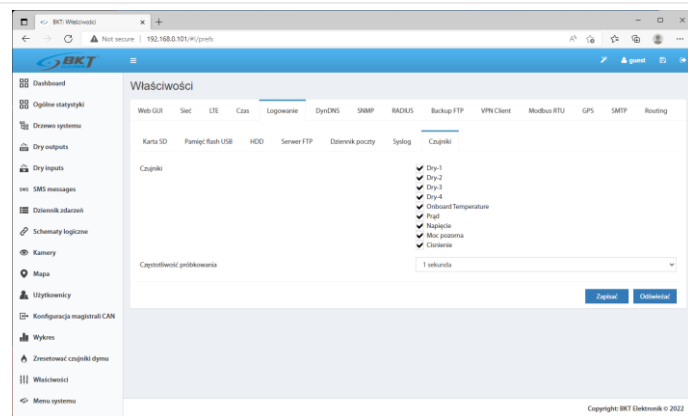 BKT: Właściwości
Not secure 192.168.0.101/#!/prefs
BKT
guest
Dashboard
Ogólne statystyki
Drzewo systemu
Dry outputs
Dry inputs
SMS messages
Dziennik zdarzeń
Schematy logiczne
Kamery
Mapa
Użytkownicy
Konfiguracja magistrali CAN
Wykres
Zresetować czujniki dymu
Właściwości
Menu systemu
Właściwości
Web GUI Sieć LTE Czas Logowanie DynDNS SNMP RADIUS Backup FTP VPN Client Modbus RTU GPS SMTP Routing
Karta SD Pamięć flash USB HDD Serwer FTP Dziennik poczty Syslog Czujniki
Czujniki
Dry-1
Dry-2
Dry-3
Dry-4
Onboard Temperature
Prąd
Napięcie
Moc pozorna
Cisnienie
Częstotliwość próbkowania 1 sekunda
Zapisać Odświeżać
Copyright: BKT Elektronik © 2022